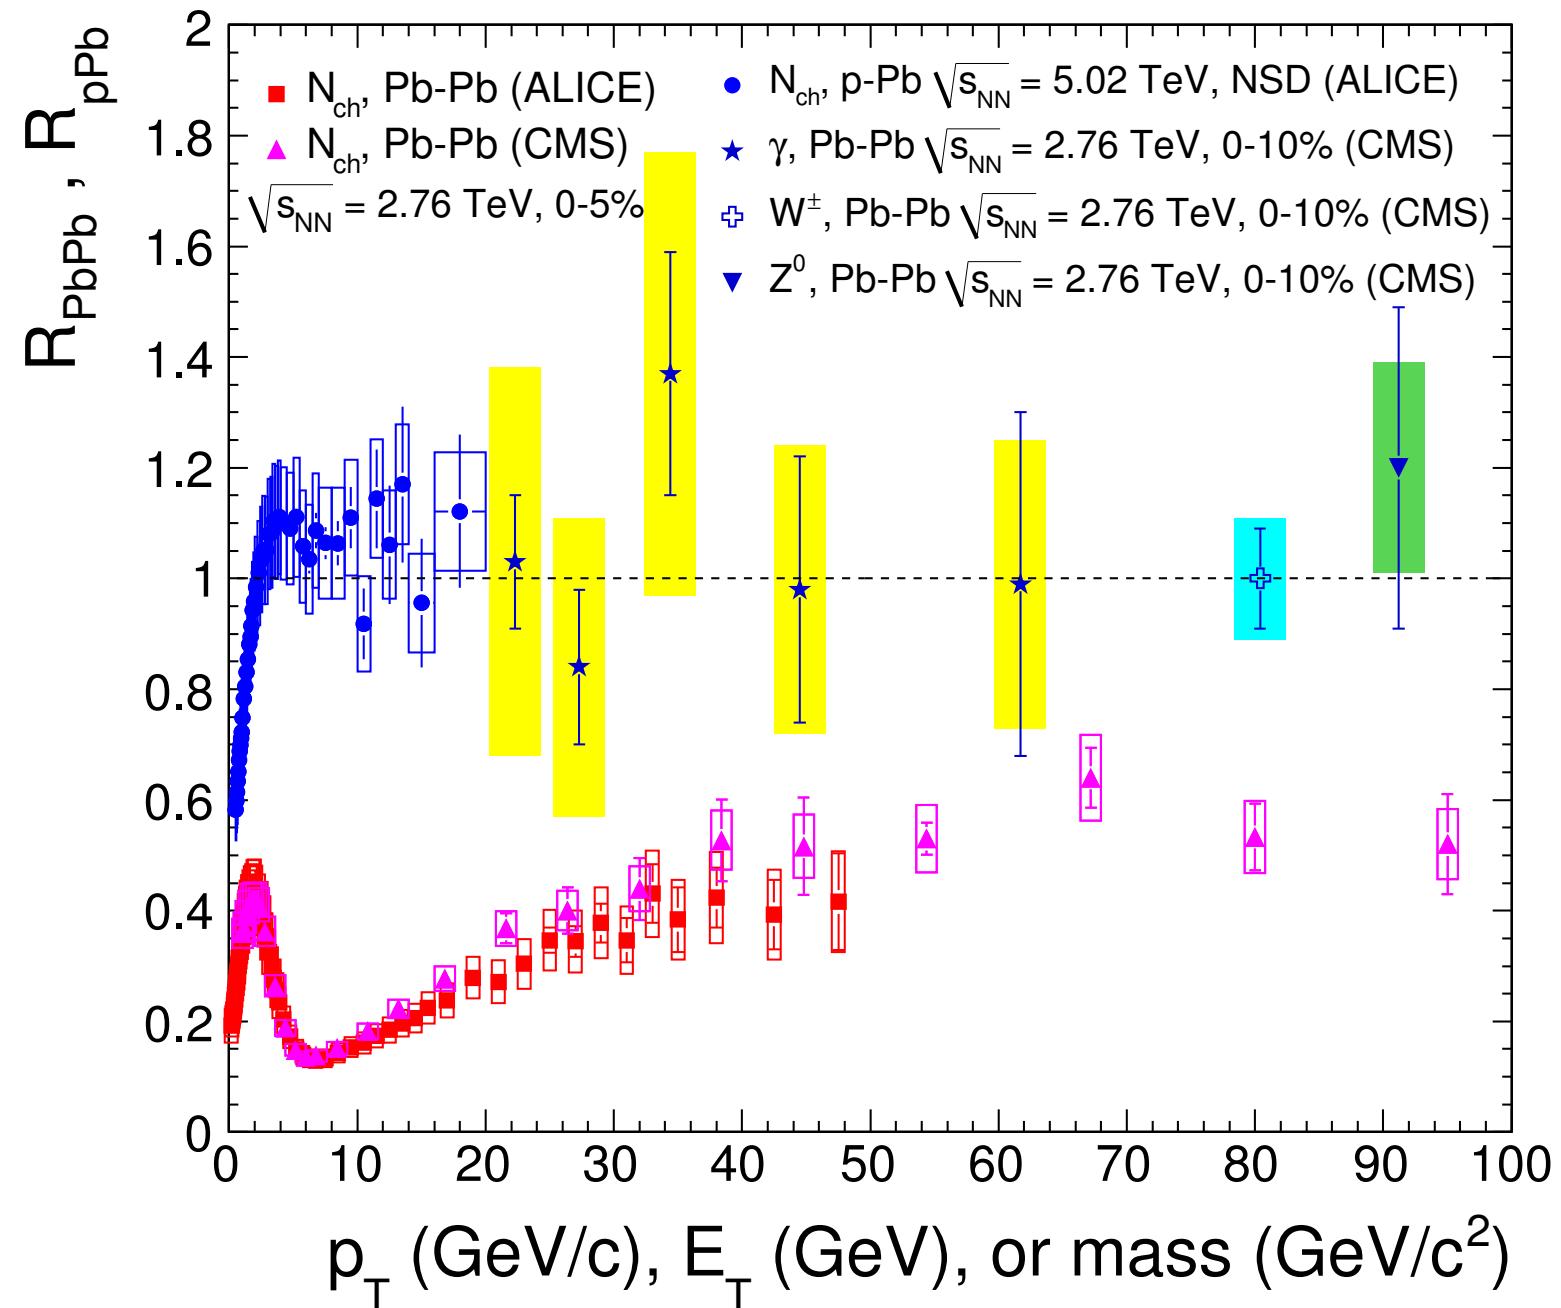 R_PbPb , R_pPb
N_ch, Pb-Pb (ALICE)
N_ch, Pb-Pb (CMS)
√s_NN = 2.76 TeV, 0-5%
N_ch, p-Pb √s_NN = 5.02 TeV, NSD (ALICE)
γ, Pb-Pb √s_NN = 2.76 TeV, 0-10% (CMS)
W^±, Pb-Pb √s_NN = 2.76 TeV, 0-10% (CMS)
Z^0, Pb-Pb √s_NN = 2.76 TeV, 0-10% (CMS)
2
1.8
1.6
1.4
1.2
1
0.8
0.6
0.4
0.2
0
0 10 20 30 40 50 60 70 80 90 100
p_T (GeV/c), E_T (GeV), or mass (GeV/c^2)